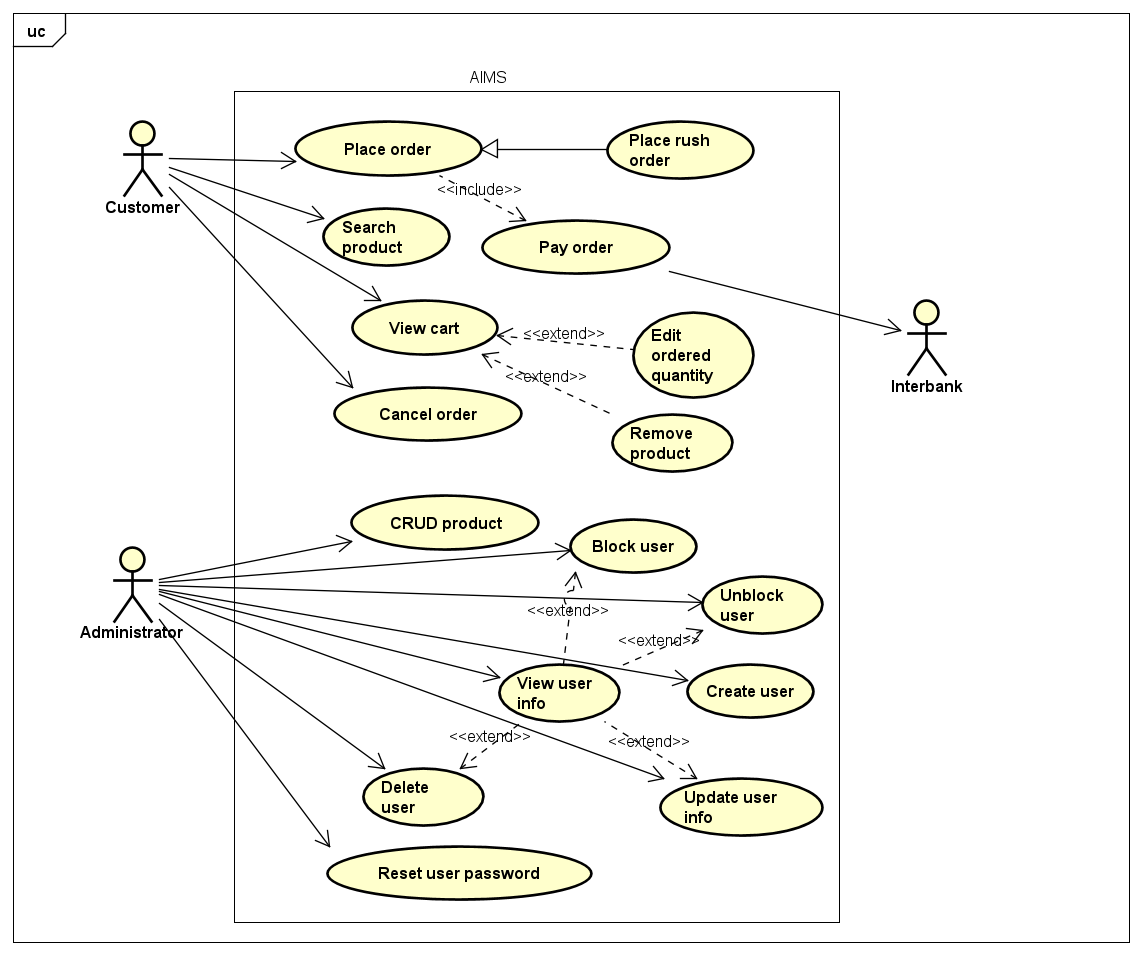 uc
AIMS
Place order
Place rush
order
<<include>>
Customer
Search
product
Pay order
View cart
<<extend>>
Edit
ordered
quantity
<<extend>>
Interbank
Cancel order
Remove
product
CRUD product
Block user
Administrator
Unblock
user
<<extend>>
<<extend>>
View user
info
Create user
<<extend>>
<<extend>>
Delete
user
Update user
info
Reset user password